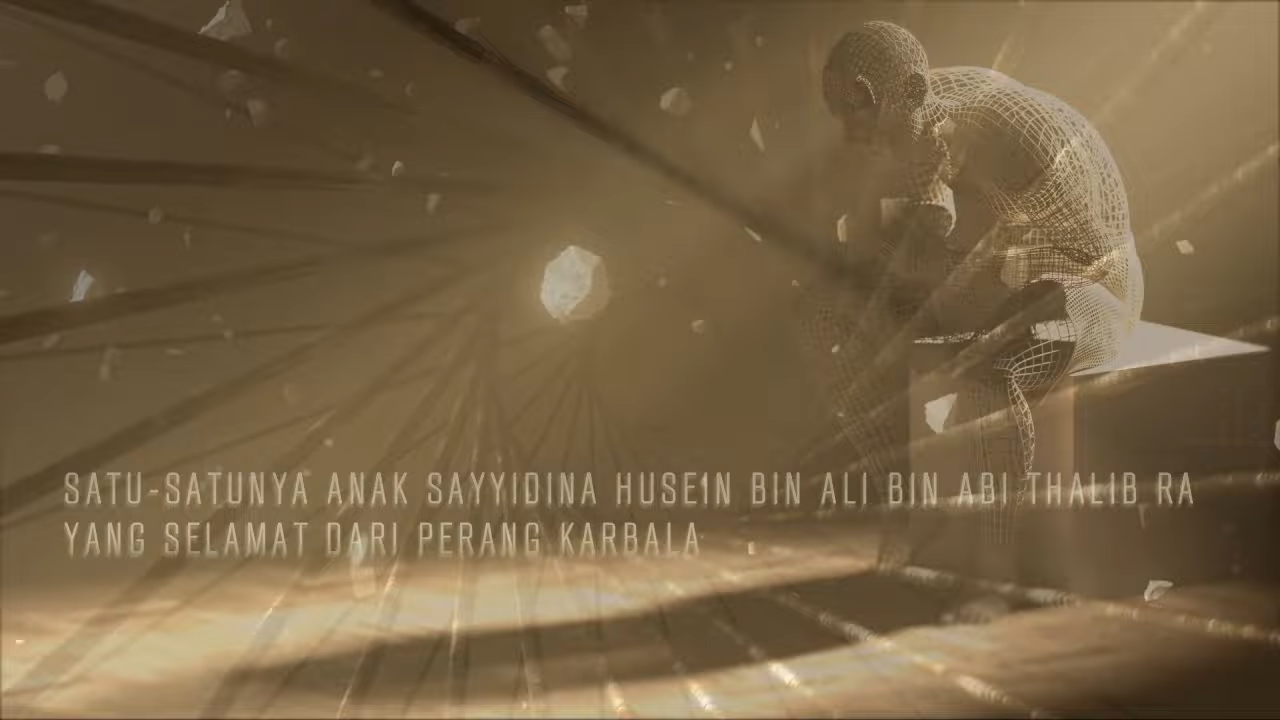 SATU-SATUNYA ANAK SAYYIDINA HUSEIN BIN ALI BIN ABI THALIB RA
YANG SELAMAT DARI PERANG KARBALA